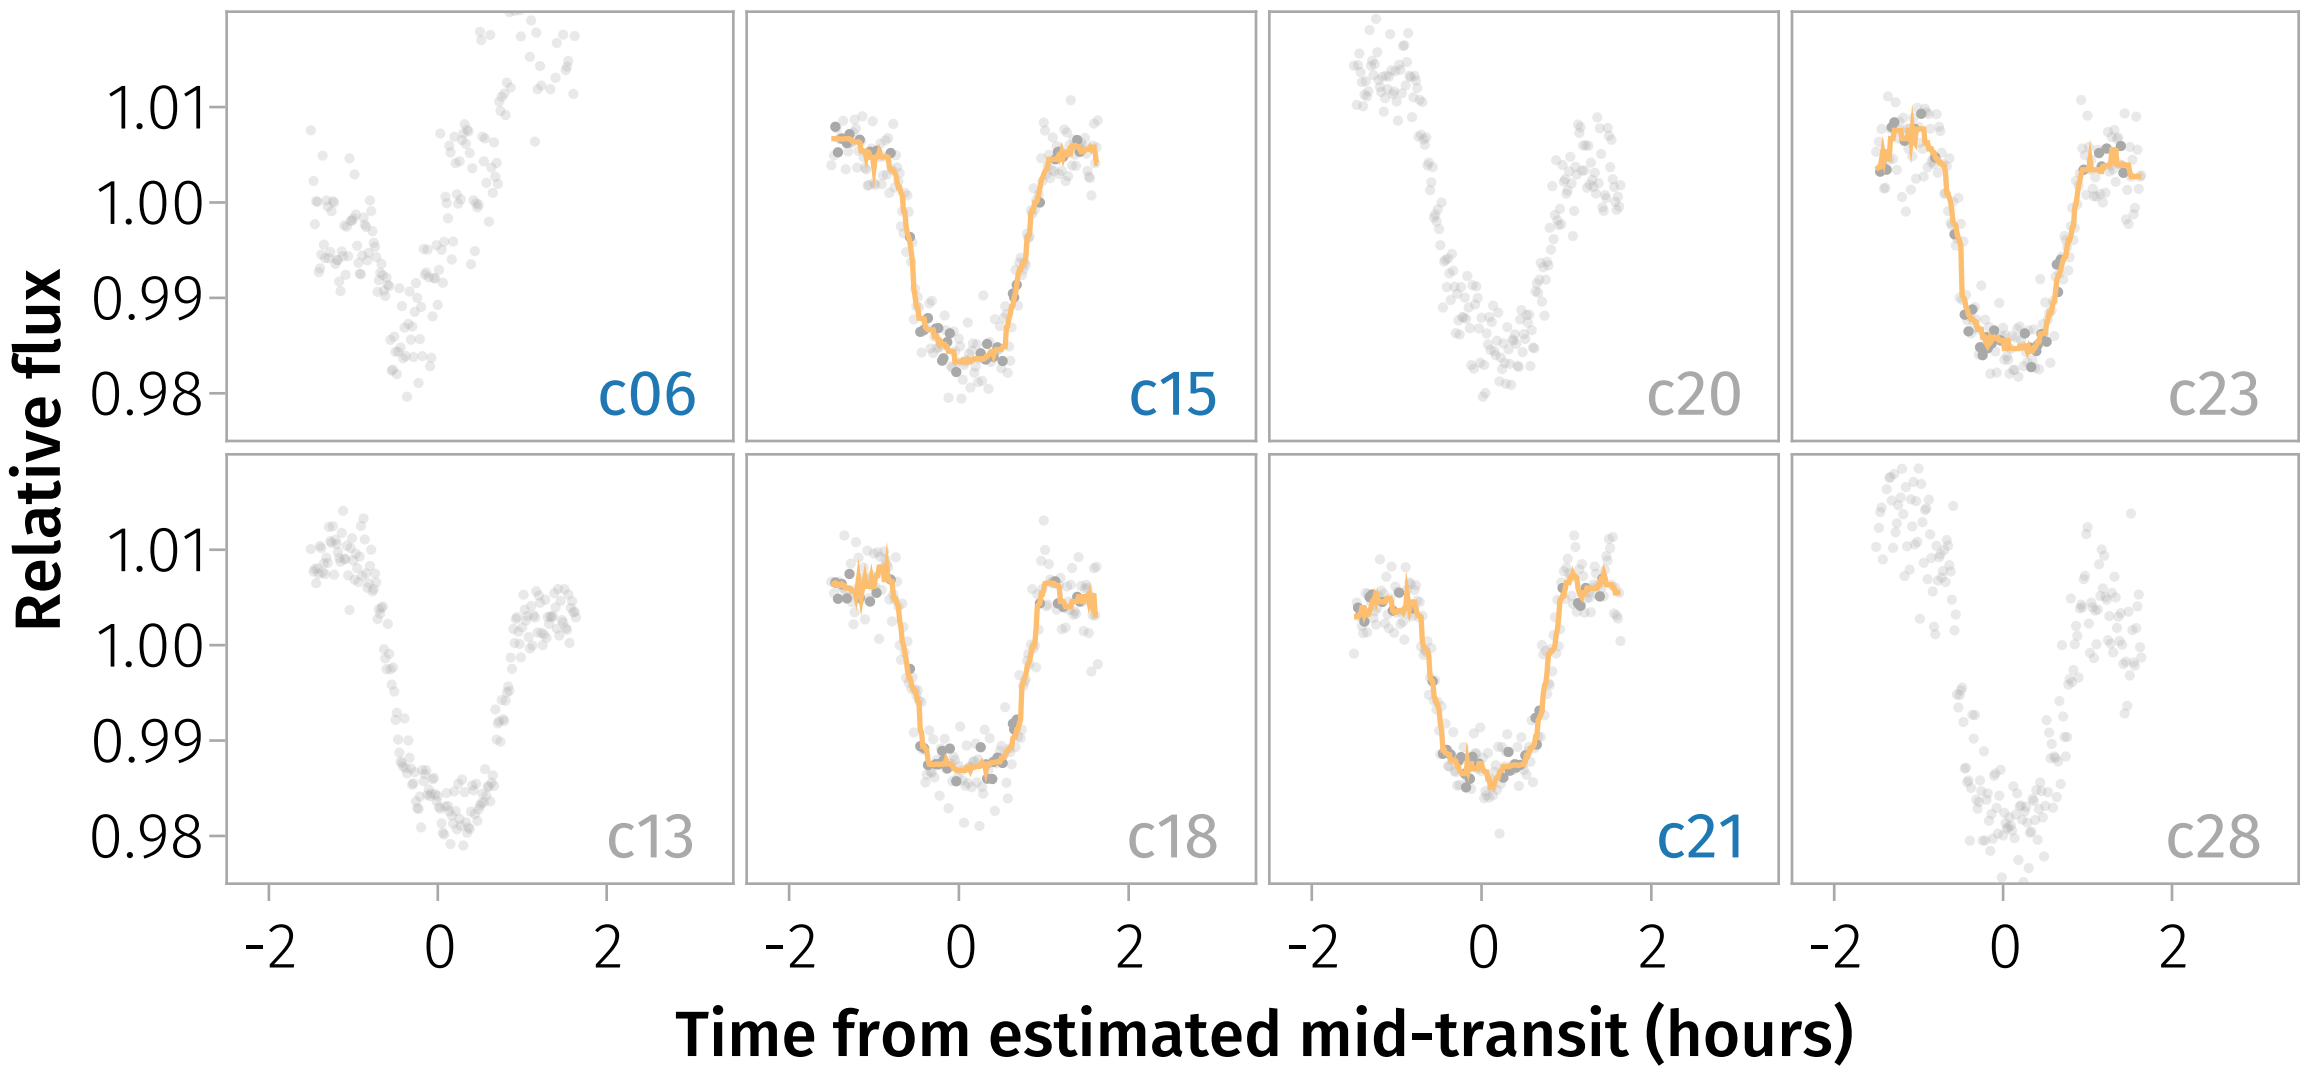 Relative flux
1.01
1.00
0.99
0.98
c06
c15
c20
c23
1.01
1.00
0.99
0.98
c13
c18
c21
c28
-2 0 2 -2 0 2 -2 0 2 -2 0 2
Time from estimated mid-transit (hours)